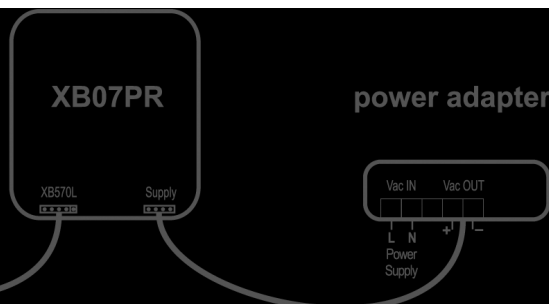 XB07PR
power adapter
XB570L
Supply
Vac IN
Vac OUT
L
N
+
−
Power
Supply